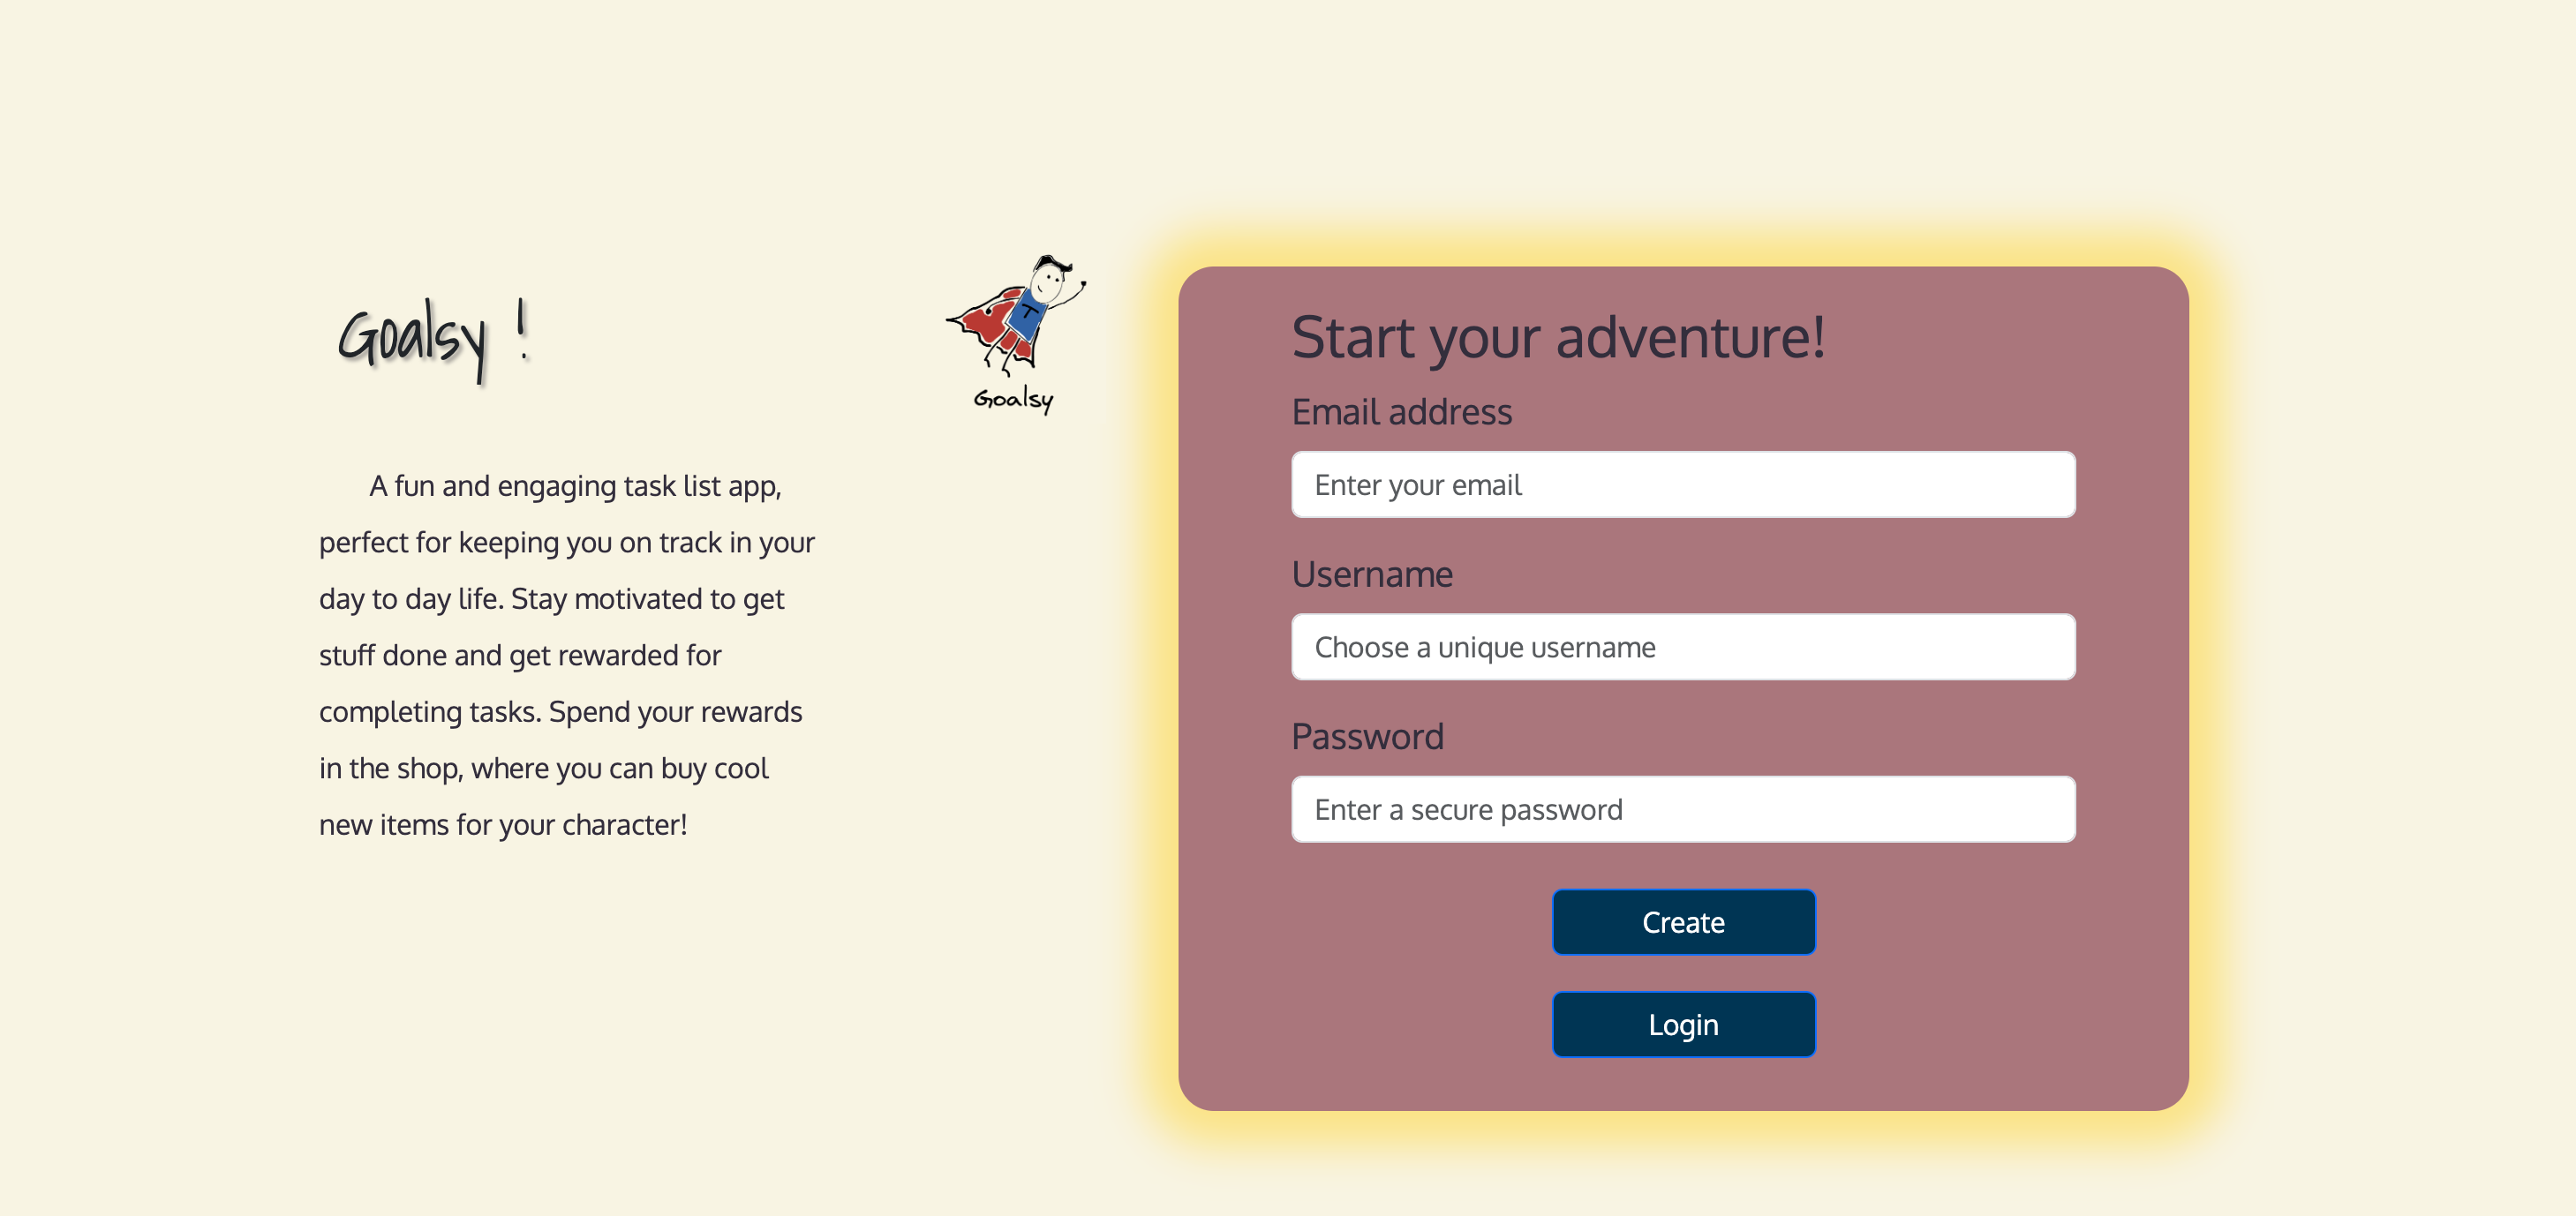 Goalsy !
A fun and engaging task list app,
perfect for keeping you on track in your
day to day life. Stay motivated to get
stuff done and get rewarded for
completing tasks. Spend your rewards
in the shop, where you can buy cool
new items for your character!
T
Goalsy
Start your adventure!
Email address
Enter your email
Username
Choose a unique username
Password
Enter a secure password
Create
Login